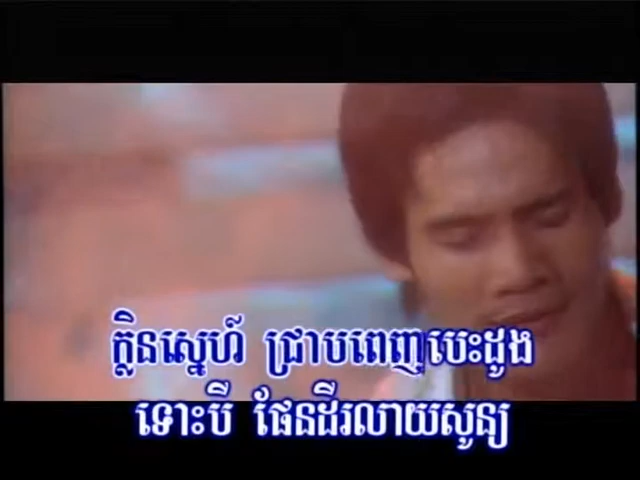 ក្លិនស្នេហ៍ ជ្រាបពេញបេះដូង
ទោះបី ផែនដីរលាយសូន្យ